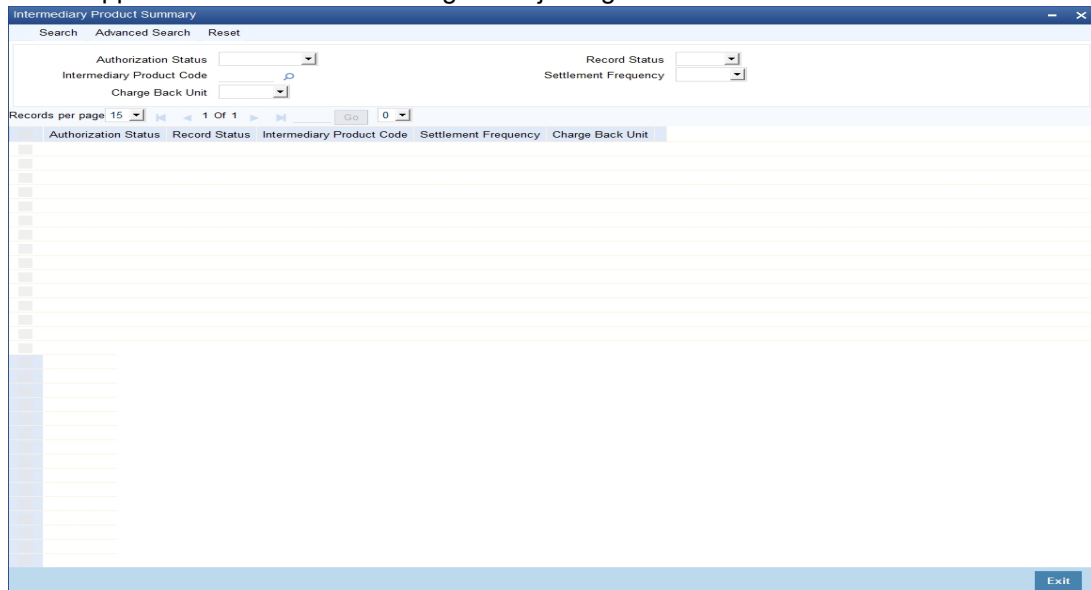 Intermediary Product Summary
Search Advanced Search Reset
Authorization Status Record Status
Intermediary Product Code Settlement Frequency
Charge Back Unit
Records per page 15 1 Of 1 Go 0
Authorization Status Record Status Intermediary Product Code Settlement Frequency Charge Back Unit
Exit